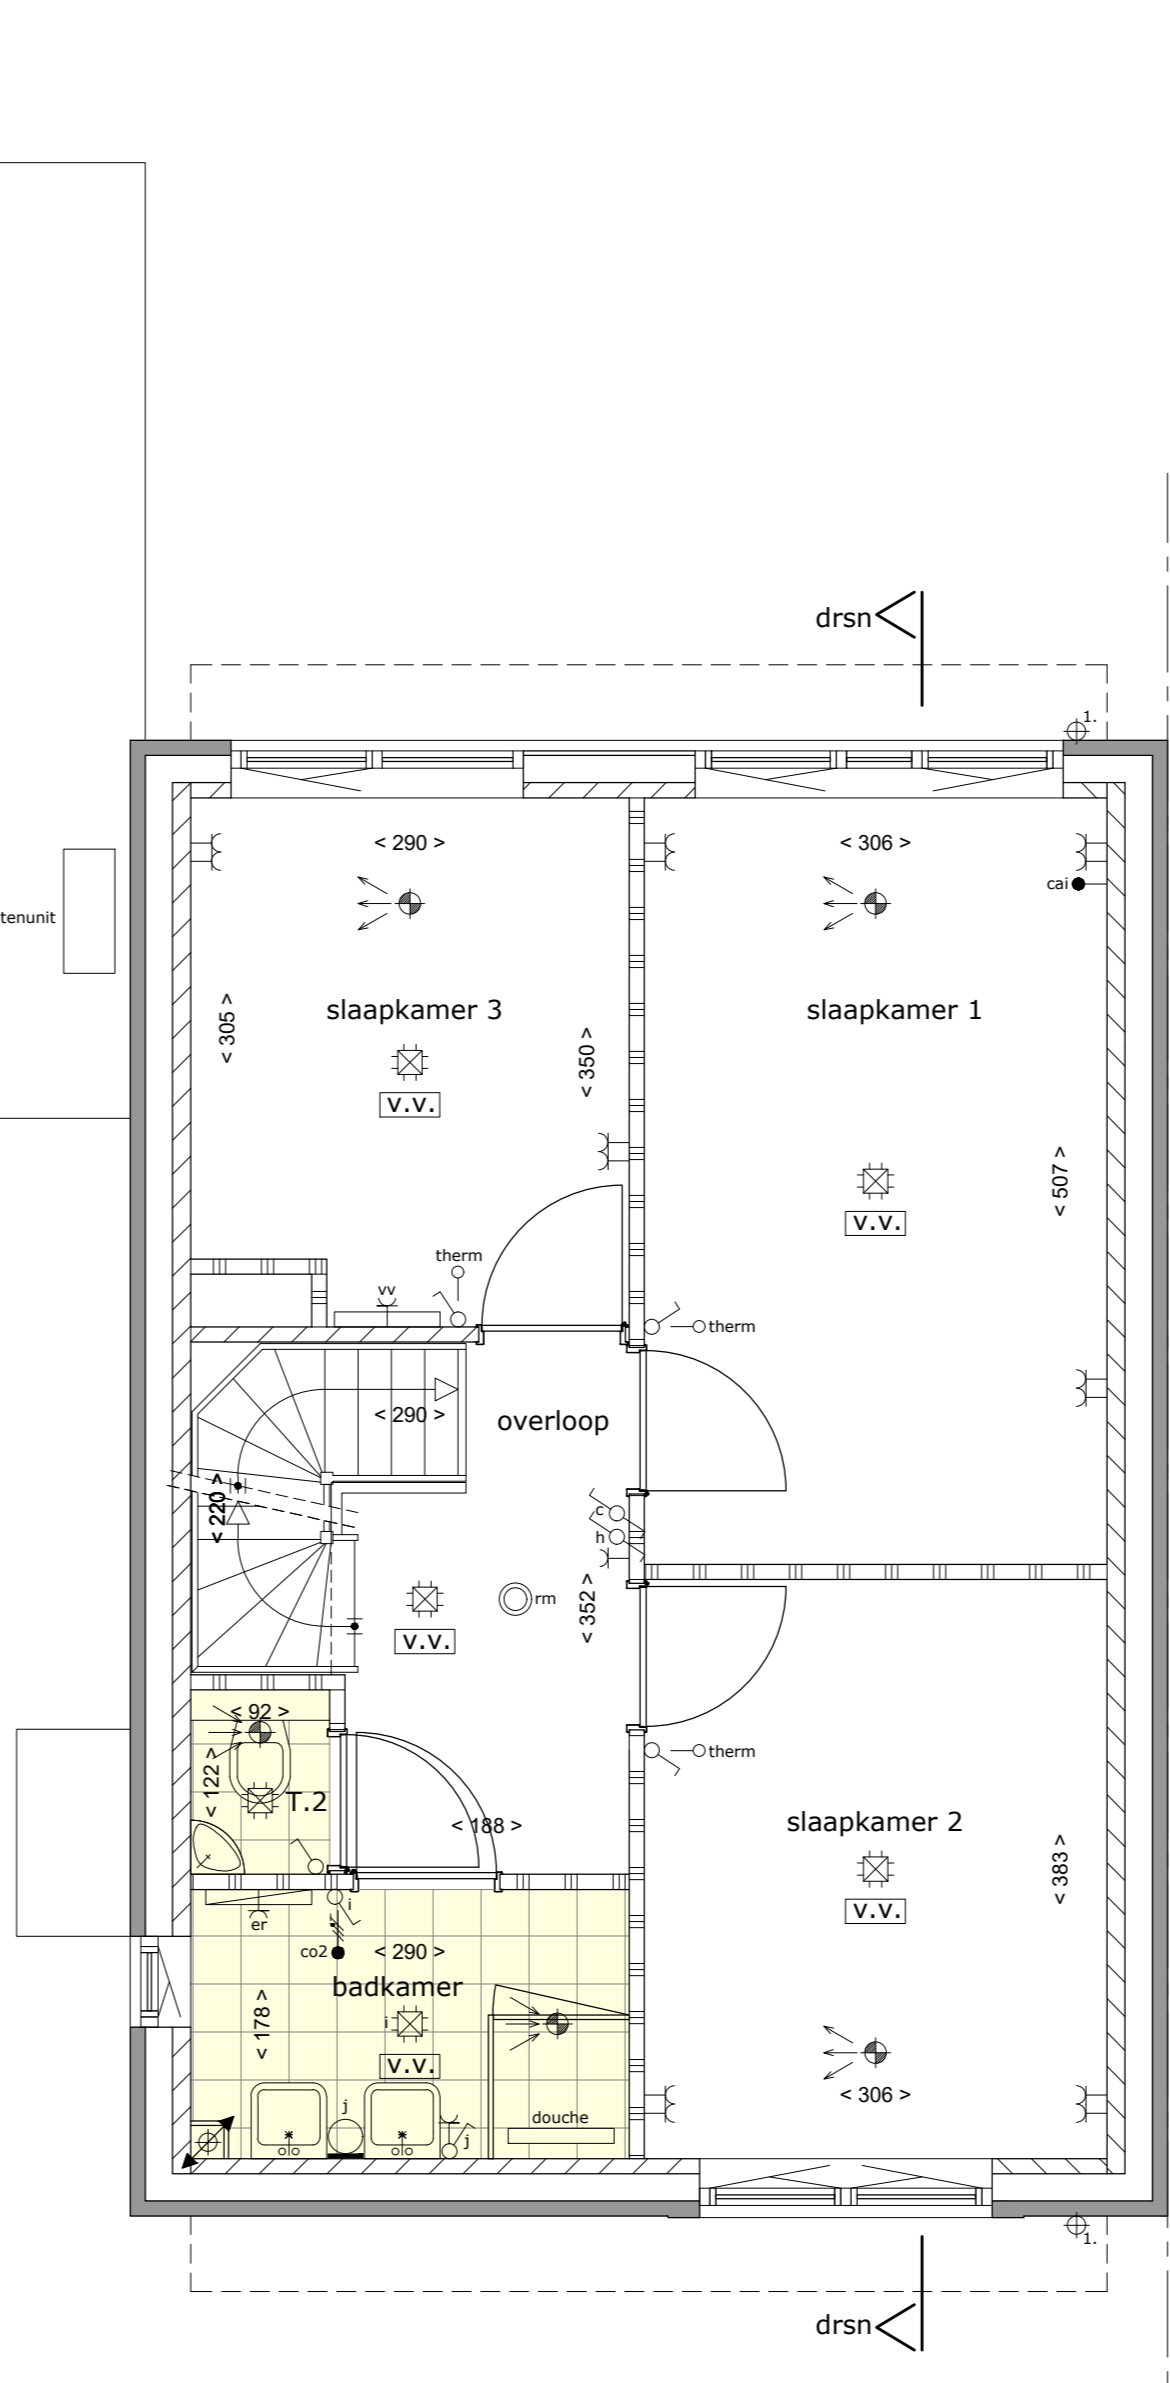 drsn
1.
< 290 >
< 306 >
cai
tenunit
slaapkamer 3
slaapkamer 1
< 305 >
< 350 >
v.v.
< 507 >
v.v.
therm
vv
therm
< 290 >
overloop
< 220 >
c
h
< 352 >
rm
v.v.
< 92 >
therm
< 122 >
T.2
< 188 >
slaapkamer 2
< 383 >
v.v.
er
i
co2
< 290 >
badkamer
< 178 >
i
v.v.
< 306 >
j
douche
j
1.
drsn